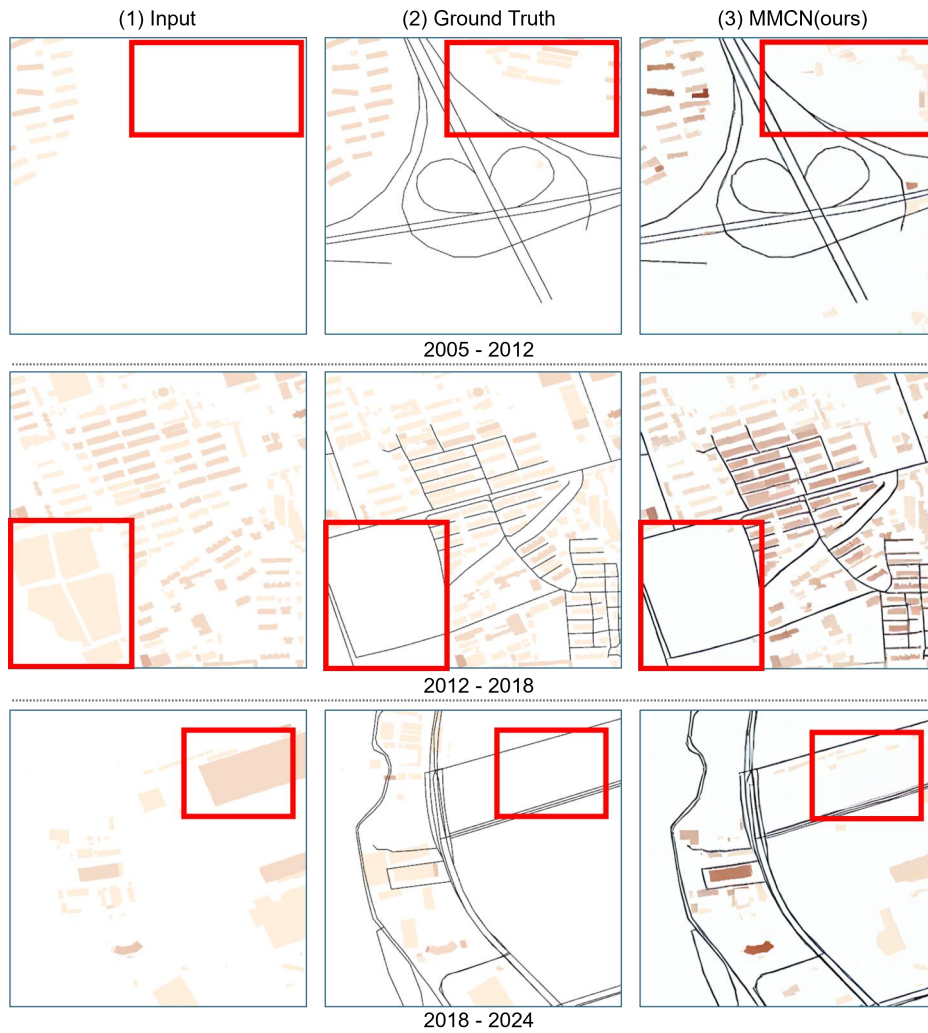 (1) Input
(2) Ground Truth
(3) MMCN(ours)
2005 - 2012
2012 - 2018
2018 - 2024